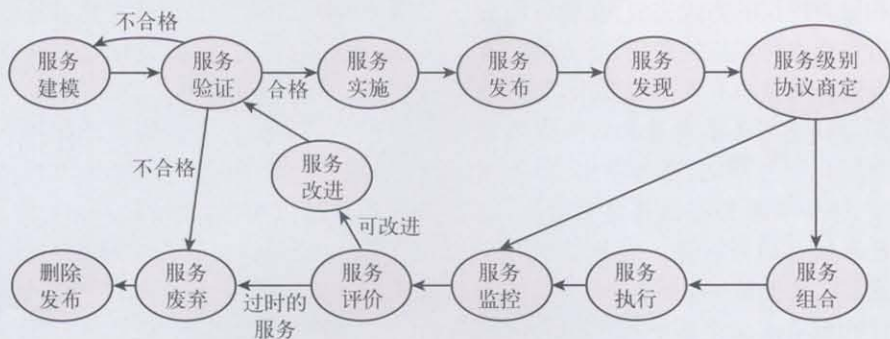 不合格
服务
建模
服务
验证
合格
服务
实施
服务
发布
服务
发现
服务级别
协议商定
不合格
服务
改进
可改进
删除
发布
服务
废弃
过时的
服务
服务
评价
服务
监控
服务
执行
服务
组合